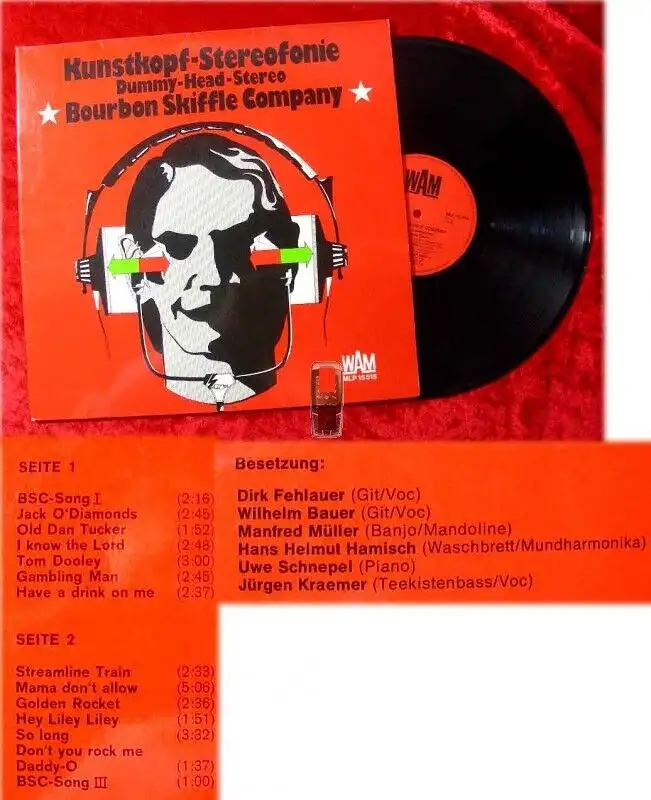 Kunstkopf-Stereofonie
Dummy-Head-Stereo
Bourbon Skiffle Company
WAM
WAM
MLP 15 515
SEITE 1
BSC-Song I (2:16)
Jack O'Diamonds (2:45)
Old Dan Tucker (1:52)
I know the Lord (2:48)
Tom Dooley (3:00)
Gambling Man (2:45)
Have a drink on me (2:37)
SEITE 2
Streamline Train (2:33)
Mama don't allow (5:06)
Golden Rocket (2:36)
Hey Liley Liley (1:51)
So long (3:32)
Don't you rock me
Daddy-O (1:37)
BSC-Song III (1:00)
Besetzung:
Dirk Fehlauer (Git/Voc)
Wilhelm Bauer (Git/Voc)
Manfred Müller (Banjo/Mandoline)
Hans Helmut Hamisch (Waschbrett/Mundharmonika)
Uwe Schnepel (Piano)
Jürgen Kraemer (Teekistenbass/Voc)